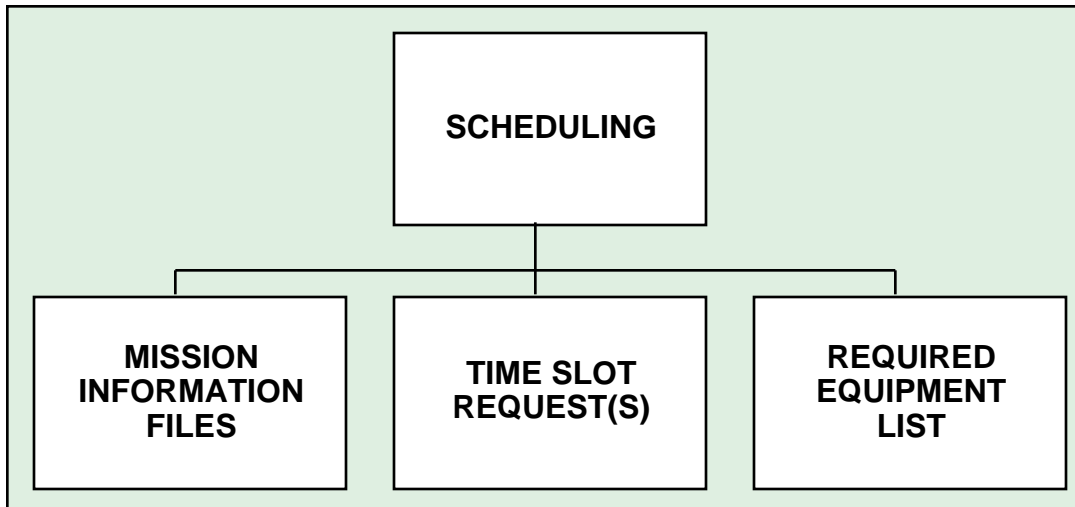 SCHEDULING
MISSION
INFORMATION
FILES
TIME SLOT
REQUEST(S)
REQUIRED
EQUIPMENT
LIST